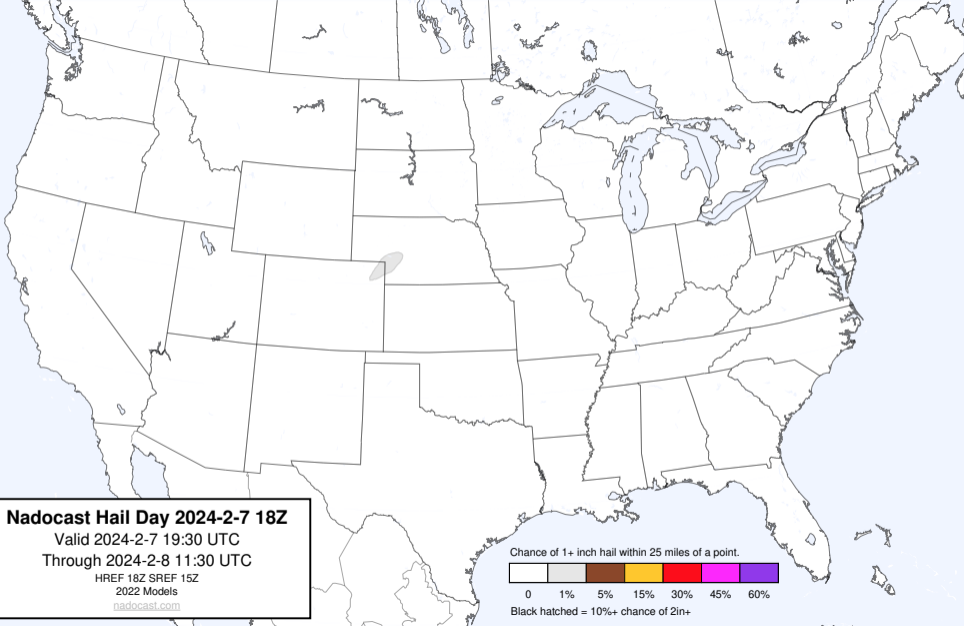 Nadocast Hail Day 2024-2-7 18Z
Valid 2024-2-7 19:30 UTC
Through 2024-2-8 11:30 UTC
HREF 18Z SREF 15Z
2022 Models
nadocast.com
Chance of 1+ inch hail within 25 miles of a point.
0 1% 5% 15% 30% 45% 60%
Black hatched = 10%+ chance of 2in+